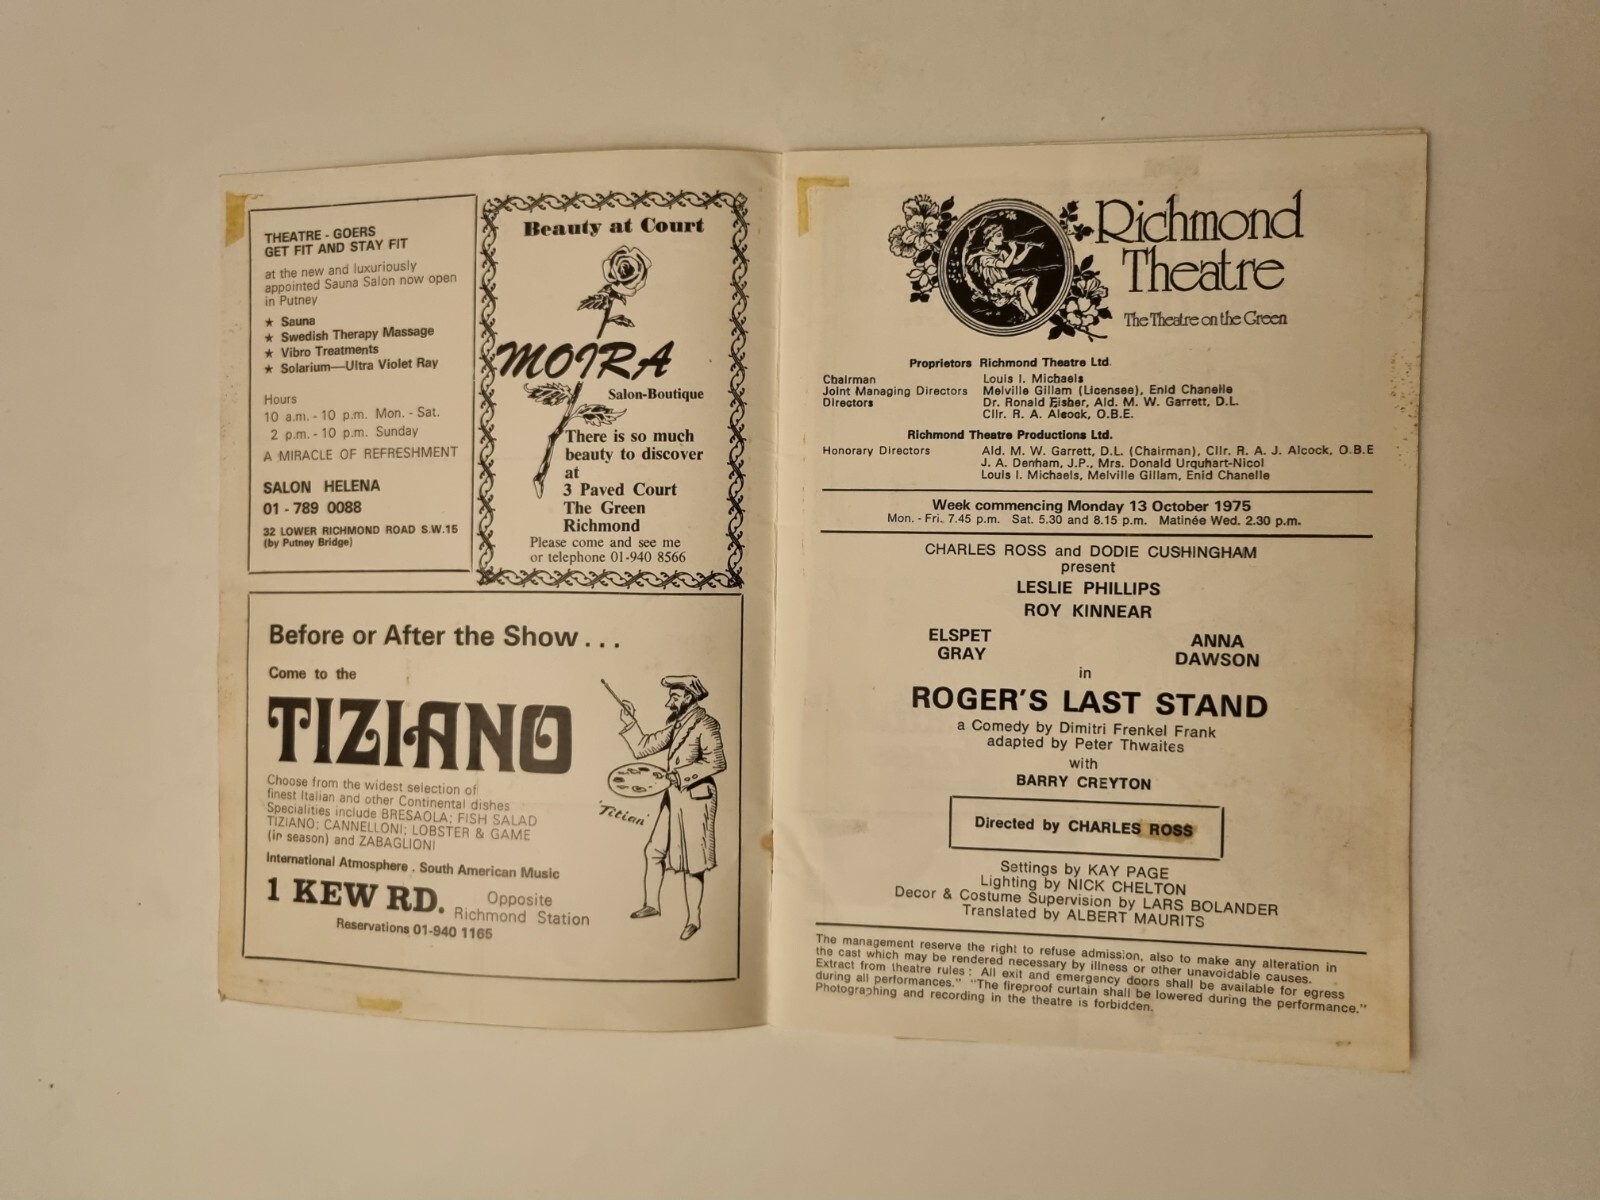 THEATRE - GOERS
GET FIT AND STAY FIT
at the new and luxuriously
appointed Sauna Salon now open
in Putney
★ Sauna
★ Swedish Therapy Massage
★ Vibro Treatments
★ Solarium—Ultra Violet Ray
Hours
10 a.m. - 10 p.m. Mon. - Sat.
2 p.m. - 10 p.m. Sunday
A MIRACLE OF REFRESHMENT
SALON HELENA
01 - 789 0088
32 LOWER RICHMOND ROAD S.W.15
(by Putney Bridge)
Beauty at Court
MOIRA
Salon-Boutique
There is so much
beauty to discover
at
3 Paved Court
The Green
Richmond
Please come and see me
or telephone 01-940 8566
Before or After the Show . . .
Come to the
TIZIANO
Choose from the widest selection of
finest Italian and other Continental dishes
Specialities include BRESAOLA; FISH SALAD
TIZIANO; CANNELLONI; LOBSTER & GAME
(in season) and ZABAGLIONI
'Titian'
International Atmosphere . South American Music
1 KEW RD. Opposite
Richmond Station
Reservations 01-940 1165
Richmond
Theatre
The Theatre on the Green
Proprietors Richmond Theatre Ltd.
Chairman Louis I. Michaels
Joint Managing Directors Melville Gillam (Licensee), Enid Chanelle
Directors Dr. Ronald Fisher, Ald. M. W. Garrett, D.L.
Cllr. R. A. Alcock, O.B.E.
Richmond Theatre Productions Ltd.
Honorary Directors Ald. M. W. Garrett, D.L. (Chairman), Cllr. R. A. J. Alcock, O.B.E
J. A. Denham, J.P., Mrs. Donald Urquhart-Nicol
Louis I. Michaels, Melville Gillam, Enid Chanelle
Week commencing Monday 13 October 1975
Mon. - Fri. 7.45 p.m. Sat. 5.30 and 8.15 p.m. Matinée Wed. 2.30 p.m.
CHARLES ROSS and DODIE CUSHINGHAM
present
LESLIE PHILLIPS
ROY KINNEAR
ELSPET
GRAY
ANNA
DAWSON
in
ROGER'S LAST STAND
a Comedy by Dimitri Frenkel Frank
adapted by Peter Thwaites
with
BARRY CREYTON
Directed by CHARLES ROSS
Settings by KAY PAGE
Lighting by NICK CHELTON
Decor & Costume Supervision by LARS BOLANDER
Translated by ALBERT MAURITS
The management reserve the right to refuse admission, also to make any alteration in
the cast which may be rendered necessary by illness or other unavoidable causes.
Extract from theatre rules : All exit and emergency doors shall be available for egress
during all performances." "The fireproof curtain shall be lowered during the performance."
Photographing and recording in the theatre is forbidden.